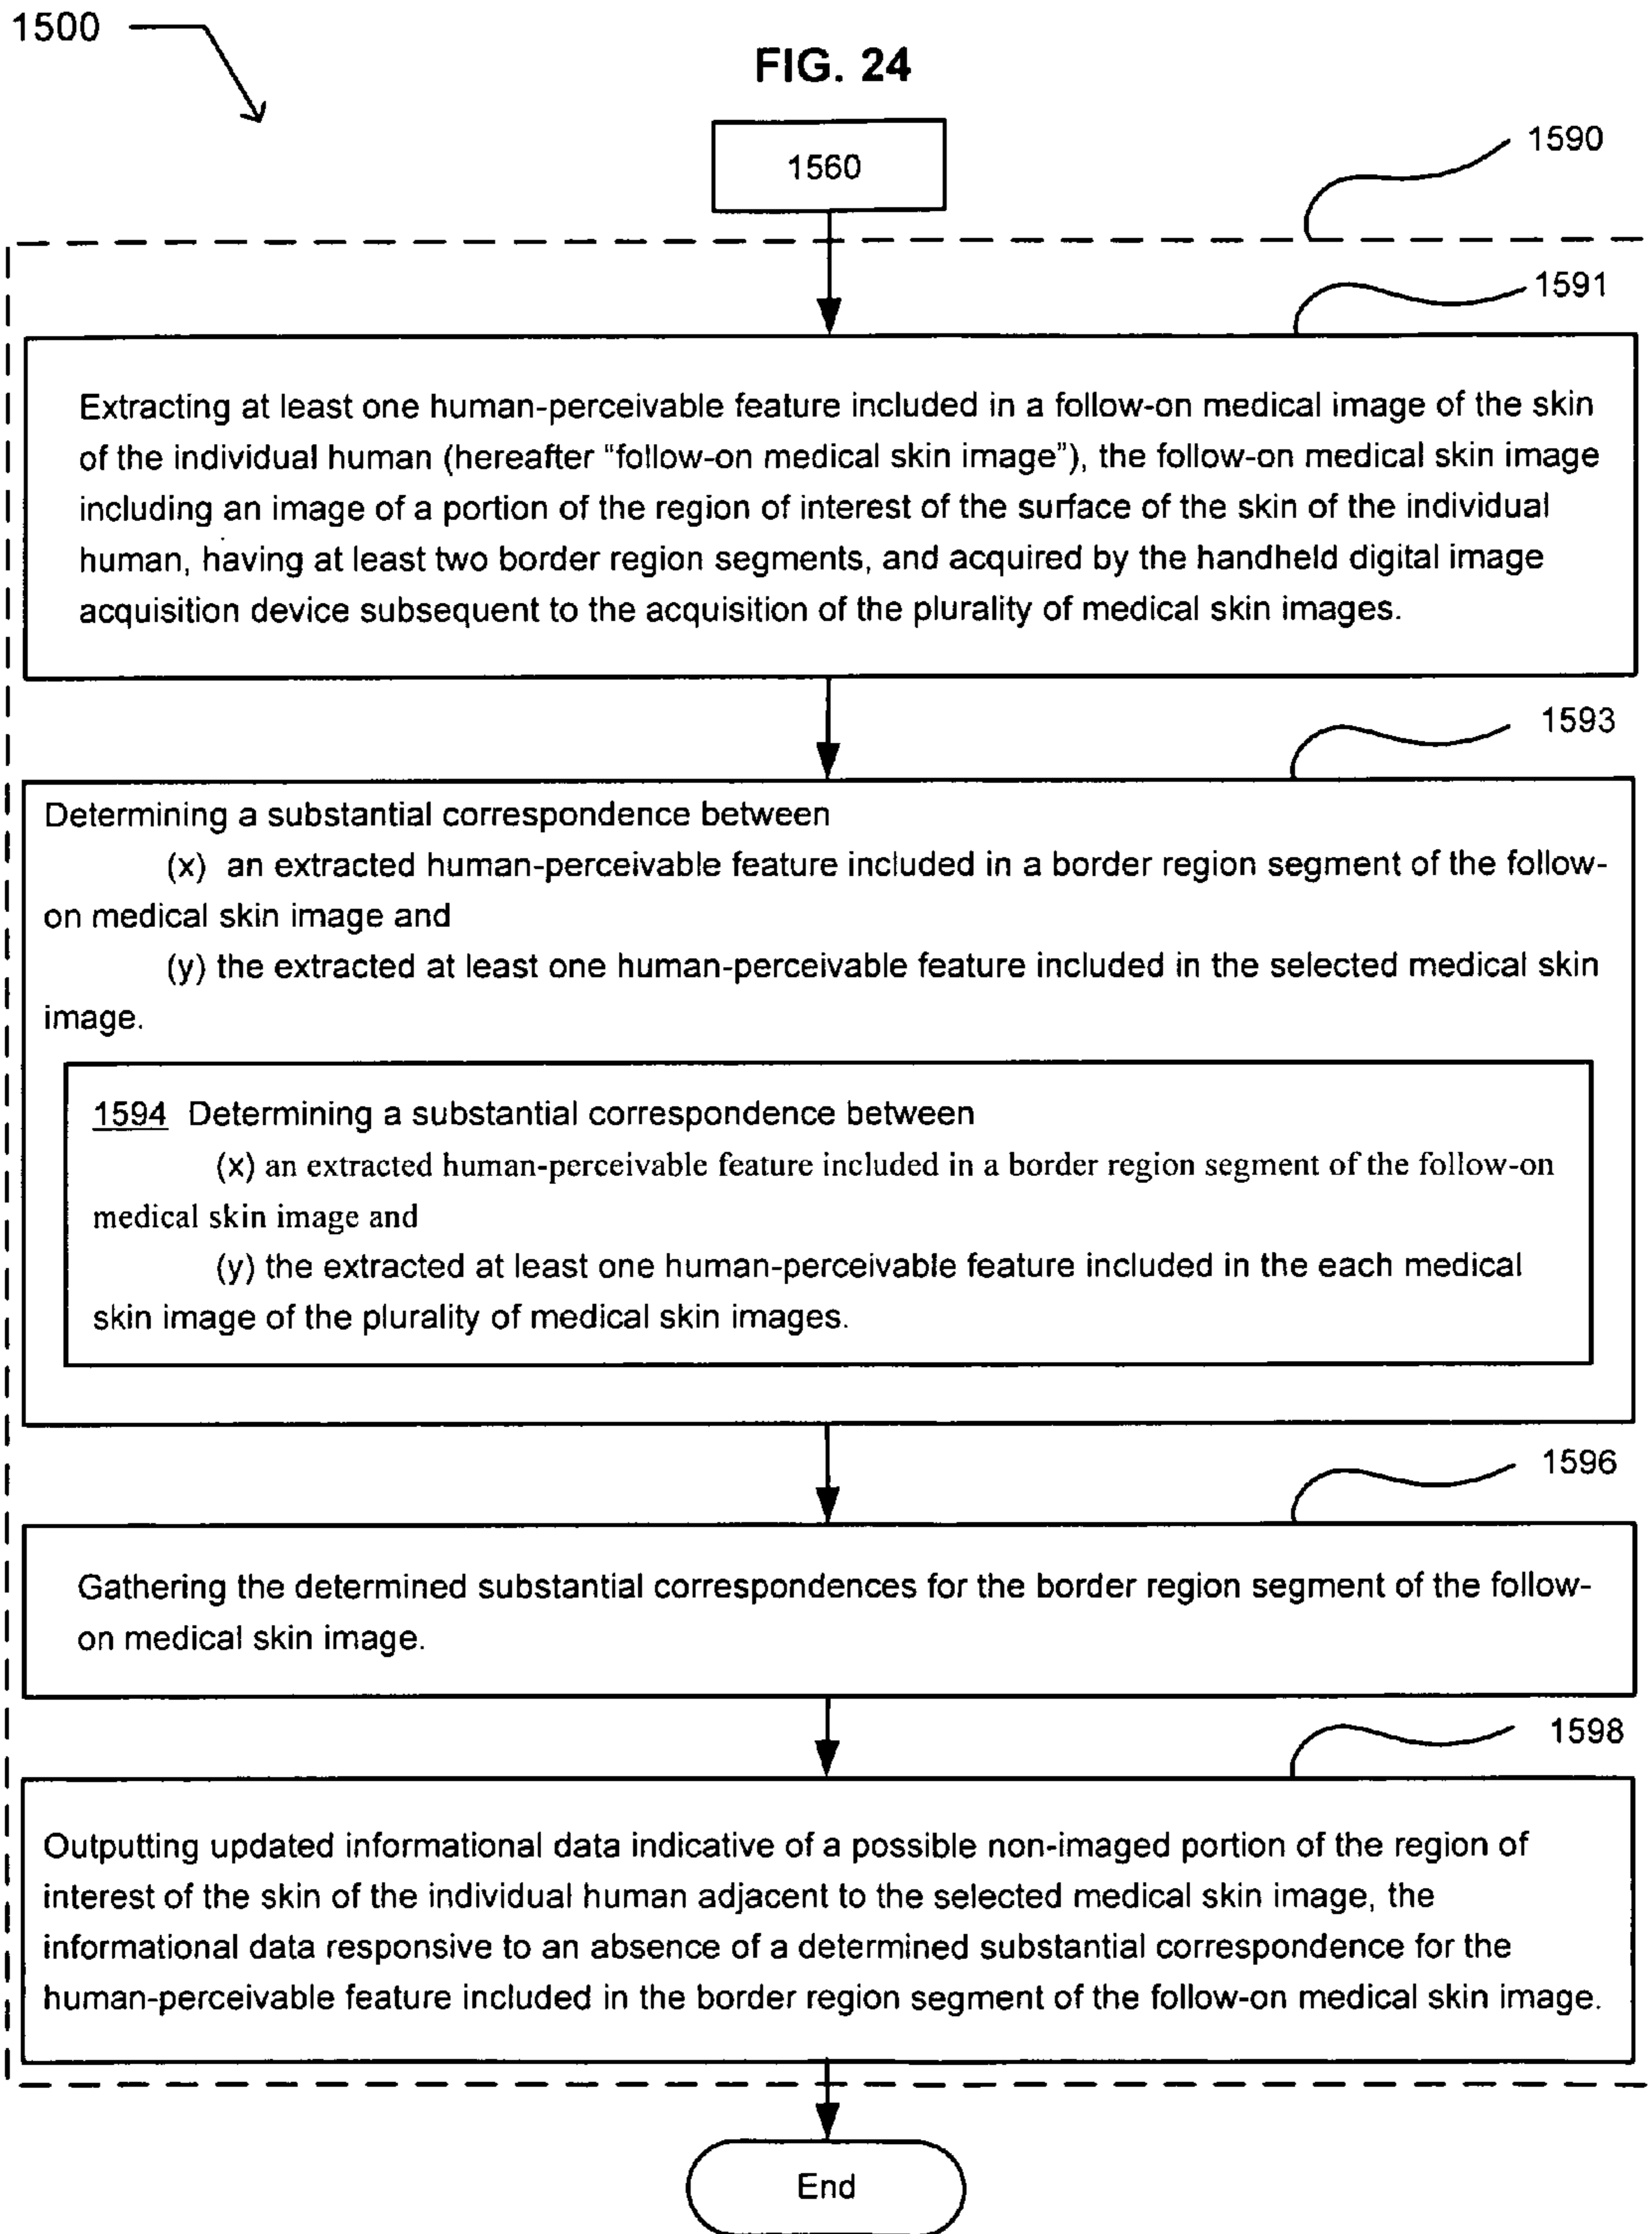 1500
FIG. 24
1560
1590
1591
Extracting at least one human-perceivable feature included in a follow-on medical image of the skin
of the individual human (hereafter "follow-on medical skin image"), the follow-on medical skin image
including an image of a portion of the region of interest of the surface of the skin of the individual
human, having at least two border region segments, and acquired by the handheld digital image
acquisition device subsequent to the acquisition of the plurality of medical skin images.
1593
Determining a substantial correspondence between
(x) an extracted human-perceivable feature included in a border region segment of the follow-
on medical skin image and
(y) the extracted at least one human-perceivable feature included in the selected medical skin
image.
1594 Determining a substantial correspondence between
(x) an extracted human-perceivable feature included in a border region segment of the follow-on
medical skin image and
(y) the extracted at least one human-perceivable feature included in the each medical
skin image of the plurality of medical skin images.
1596
Gathering the determined substantial correspondences for the border region segment of the follow-
on medical skin image.
1598
Outputting updated informational data indicative of a possible non-imaged portion of the region of
interest of the skin of the individual human adjacent to the selected medical skin image, the
informational data responsive to an absence of a determined substantial correspondence for the
human-perceivable feature included in the border region segment of the follow-on medical skin image.
End